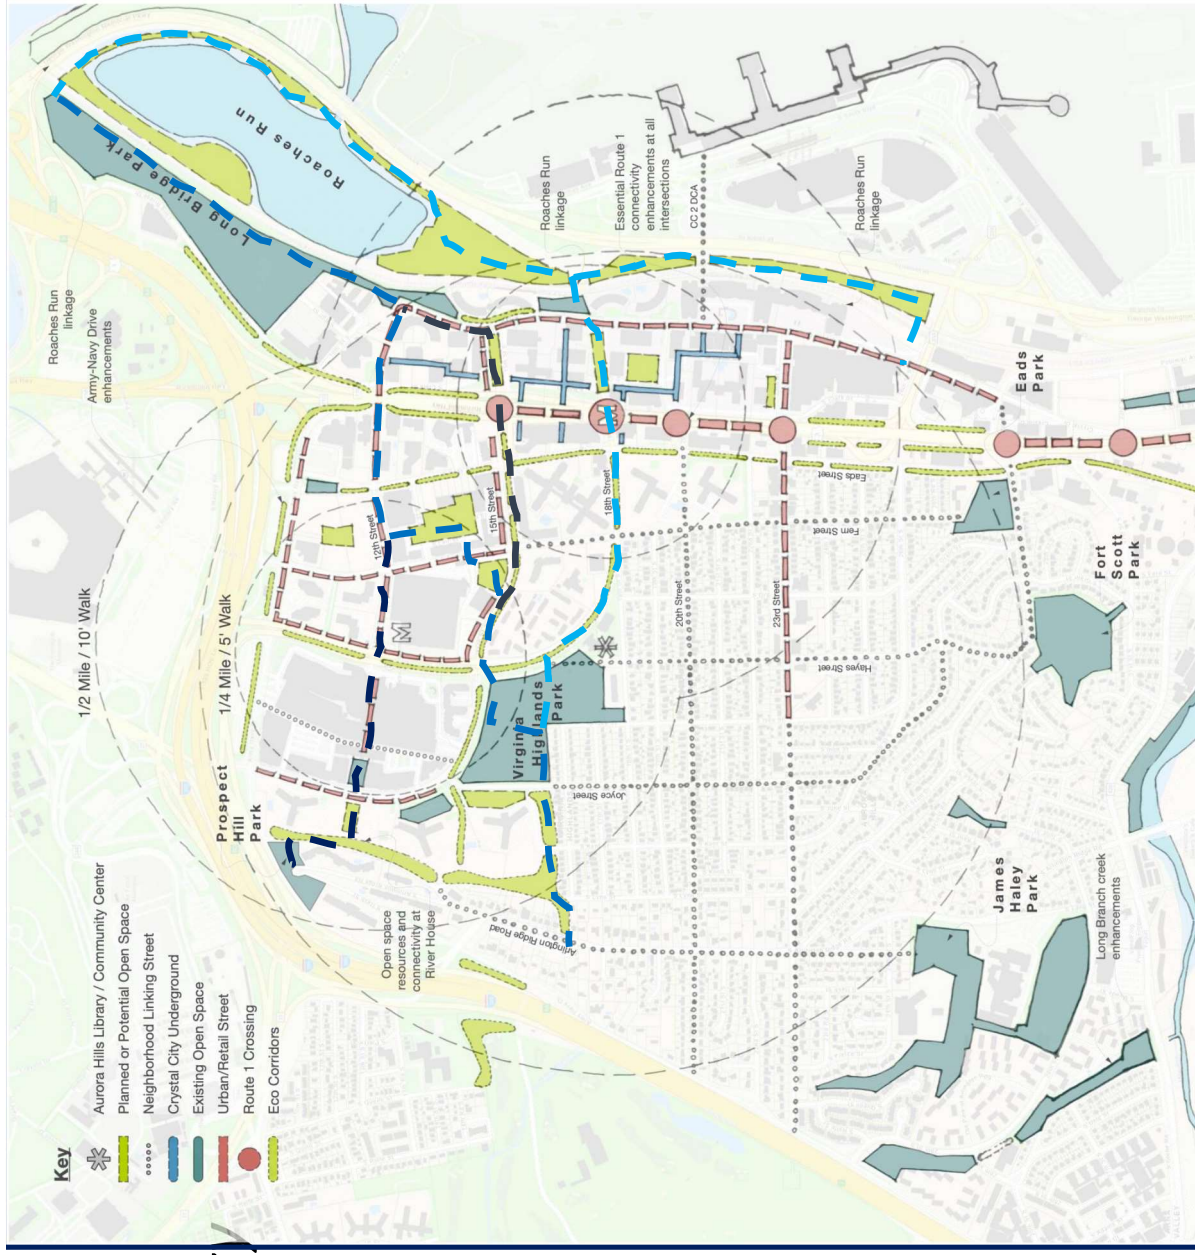 Key
Aurora Hills Library / Community Center
Planned or Potential Open Space
Neighborhood Linking Street
Crystal City Underground
Existing Open Space
Urban/Retail Street
Route 1 Crossing
Eco Corridors
1/2 Mile / 10' Walk
1/4 Mile / 5' Walk
Roaches Run
linkage
Army-Navy Drive
enhancements
Long Bridge Park
Roaches Run
Roaches Run
linkage
Essential Route 1
connectivity
enhancements at all
intersections
CC 2 DCA
Roaches Run
linkage
Prospect
Hill
Park
12th Street
15th Street
18th Street
20th Street
23rd Street
M
M
Virginia
Highlands
Park
Eads Street
Fern Street
Hayes Street
Joyce Street
Arlington Ridge Road
Open space
resources and
connectivity at
River House
Eads
Park
Fort
Scott
Park
James
Haley
Park
Long Branch creek
enhancements